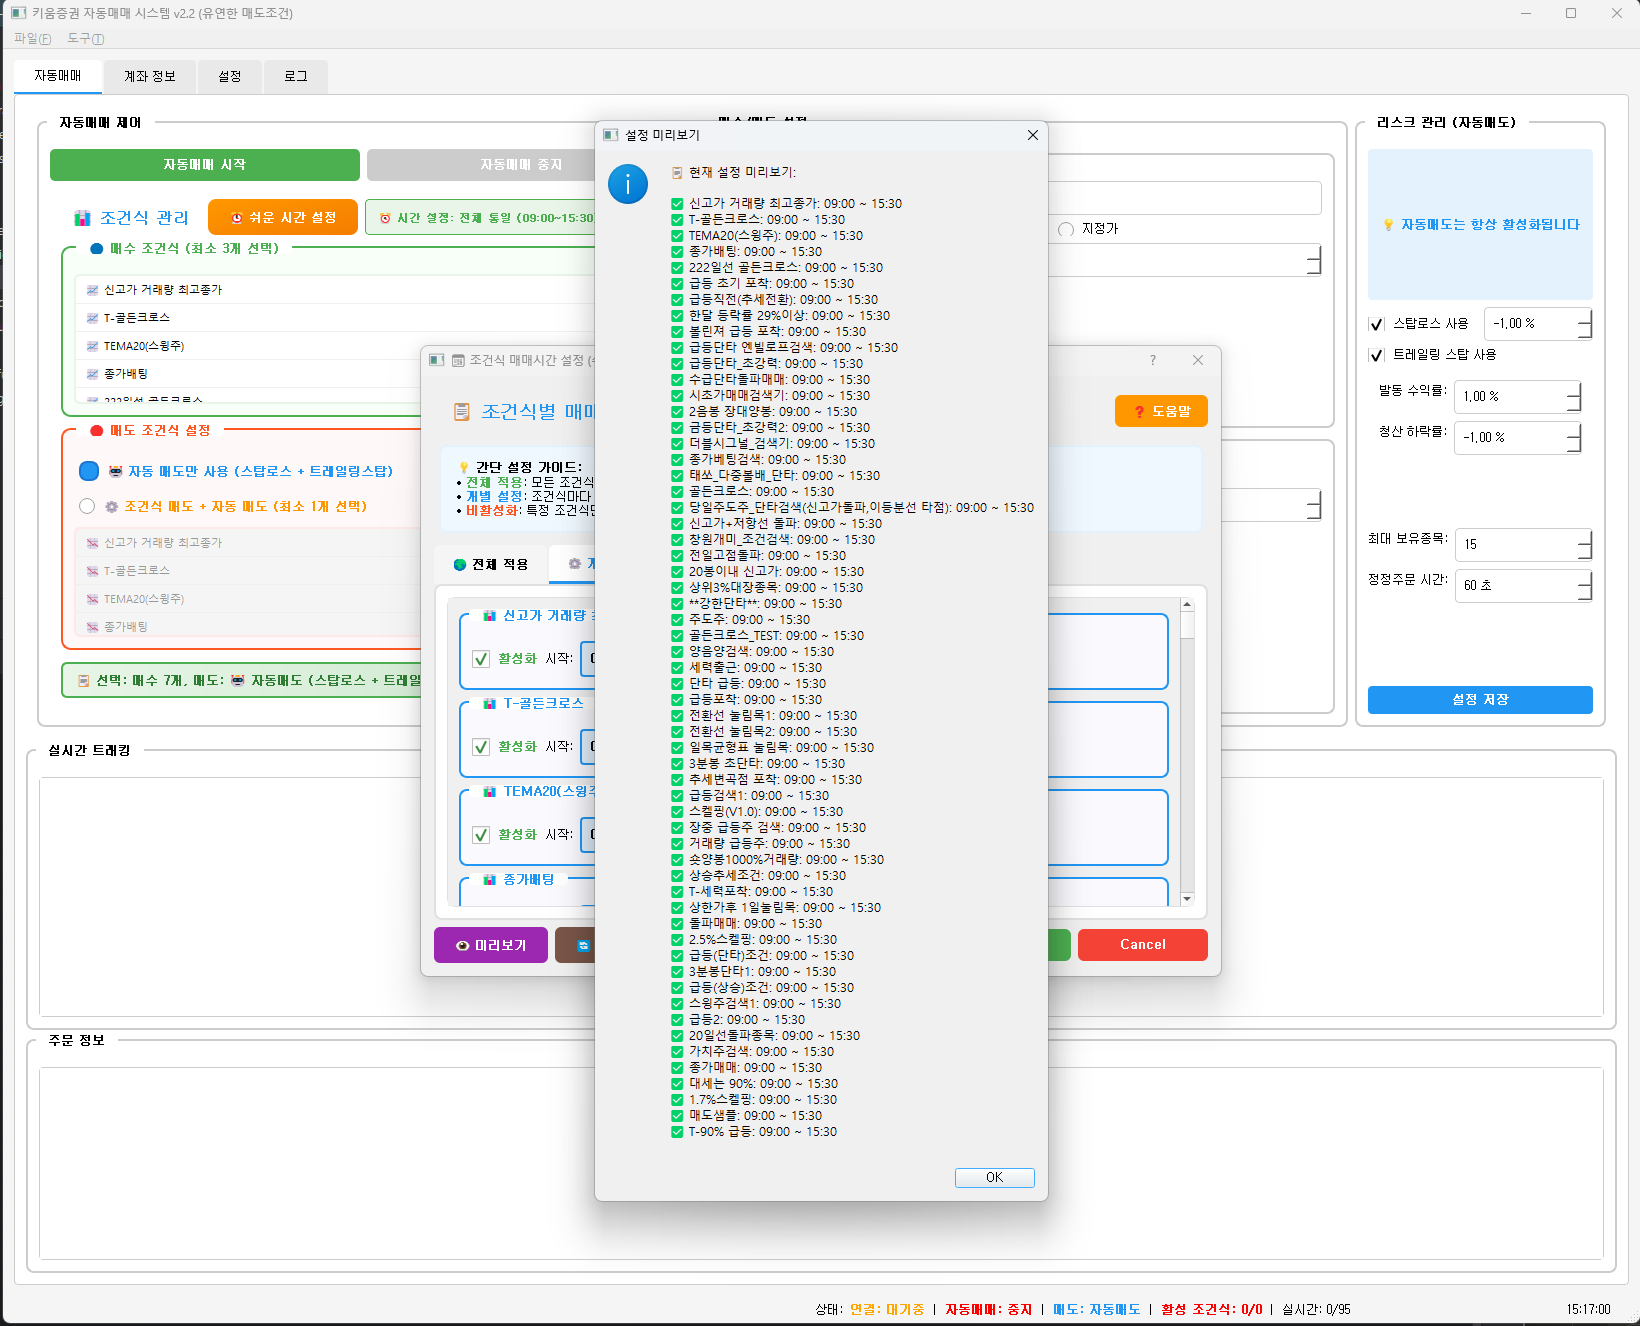 키움증권 자동매매 시스템 v2.2 (유연한 매도조건)
파일(F) 도구(T)
자동매매 계좌 정보 설정 로그
자동매매 제어
자동매매 시작
자동매매 중지
조건식 관리
쉬운 시간 설정
시간 설정: 전체 통일 (09:00~15:30
매수 조건식 (최소 3개 선택)
신고가 거래량 최고종가
T-골든크로스
TEMA20(스윙주)
종가배팅
222일선 골든크로스
매도 조건식 설정
자동 매도만 사용 (스탑로스 + 트레일링스탑)
조건식 매도 + 자동 매도 (최소 1개 선택)
신고가 거래량 최고종가
T-골든크로스
TEMA20(스윙주)
종가배팅
선택: 매수 7개, 매도: 자동매도 (스탑로스 + 트레일
지정가
리스크 관리 (자동매도)
자동매도는 항상 활성화됩니다
스탑로스 사용 -1.00 %
트레일링 스탑 사용
발동 수익률: 1.00 %
청산 하락률: -1.00 %
최대 보유종목: 15
정정주문 시간: 60 초
설정 저장
조건식 매매시간 설정
?
조건식별 매매
도움말
간단 설정 가이드:
• 전체 적용: 모든 조건식
• 개별 설정: 조건식마다
• 비활성화: 특정 조건식만
전체 적용
신고가 거래량
활성화 시작:
T-골든크로스
활성화 시작:
TEMA20(스윙주
활성화 시작:
종가배팅
미리보기
Cancel
설정 미리보기
현재 설정 미리보기:
신고가 거래량 최고종가: 09:00 ~ 15:30
T-골든크로스: 09:00 ~ 15:30
TEMA20(스윙주): 09:00 ~ 15:30
종가배팅: 09:00 ~ 15:30
222일선 골든크로스: 09:00 ~ 15:30
급등 초기 포착: 09:00 ~ 15:30
급등직전(추세전환): 09:00 ~ 15:30
한달 등락률 29%이상: 09:00 ~ 15:30
볼린져 급등 포착: 09:00 ~ 15:30
급등단타 엔빌로프검색: 09:00 ~ 15:30
급등단타_초강력: 09:00 ~ 15:30
수급단타돌파매매: 09:00 ~ 15:30
시초가매매검색기: 09:00 ~ 15:30
2음봉 장대양봉: 09:00 ~ 15:30
급등단타_초강력2: 09:00 ~ 15:30
더블시그널_검색기: 09:00 ~ 15:30
종가베팅검색: 09:00 ~ 15:30
태쏘_다중볼배_단타: 09:00 ~ 15:30
골든크로스: 09:00 ~ 15:30
당일주도주_단타검색(신고가돌파,이등분선 타점): 09:00 ~ 15:30
신고가+저항선 돌파: 09:00 ~ 15:30
창원개미_조건검색: 09:00 ~ 15:30
전일고점돌파: 09:00 ~ 15:30
20봉이내 신고가: 09:00 ~ 15:30
상위3%대장종목: 09:00 ~ 15:30
**강한단타**: 09:00 ~ 15:30
주도주: 09:00 ~ 15:30
골든크로스_TEST: 09:00 ~ 15:30
양음양검색: 09:00 ~ 15:30
세력출근: 09:00 ~ 15:30
단타 급등: 09:00 ~ 15:30
급등포착: 09:00 ~ 15:30
전환선 눌림목1: 09:00 ~ 15:30
전환선 눌림목2: 09:00 ~ 15:30
일목균형표 눌림목: 09:00 ~ 15:30
3분봉 초단타: 09:00 ~ 15:30
추세변곡점 포착: 09:00 ~ 15:30
급등검색1: 09:00 ~ 15:30
스켈핑(V1.0): 09:00 ~ 15:30
장중 급등주 검색: 09:00 ~ 15:30
거래량 급등주: 09:00 ~ 15:30
숏양봉1000%거래량: 09:00 ~ 15:30
상승추세조건: 09:00 ~ 15:30
T-세력포착: 09:00 ~ 15:30
상한가후 1일눌림목: 09:00 ~ 15:30
돌파매매: 09:00 ~ 15:30
2.5%스켈핑: 09:00 ~ 15:30
급등(단타)조건: 09:00 ~ 15:30
3분봉단타1: 09:00 ~ 15:30
급등(상승)조건: 09:00 ~ 15:30
스윙주검색1: 09:00 ~ 15:30
급등2: 09:00 ~ 15:30
20일선돌파종목: 09:00 ~ 15:30
가치주검색: 09:00 ~ 15:30
종가매매: 09:00 ~ 15:30
대세는 90%: 09:00 ~ 15:30
1.7%스켈핑: 09:00 ~ 15:30
매도샘플: 09:00 ~ 15:30
T-90% 급등: 09:00 ~ 15:30
OK
실시간 트래킹
주문 정보
상태: 연결: 대기중 | 자동매매: 중지 | 매도: 자동매도 | 활성 조건식: 0/0 | 실시간: 0/95
15:17:00